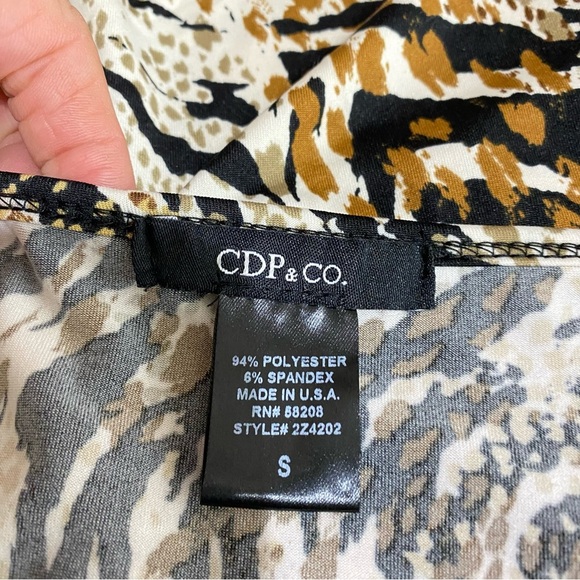 CDP & CO.
94% POLYESTER
6% SPANDEX
MADE IN U.S.A.
RN# 58208
STYLE# 2Z4202
S